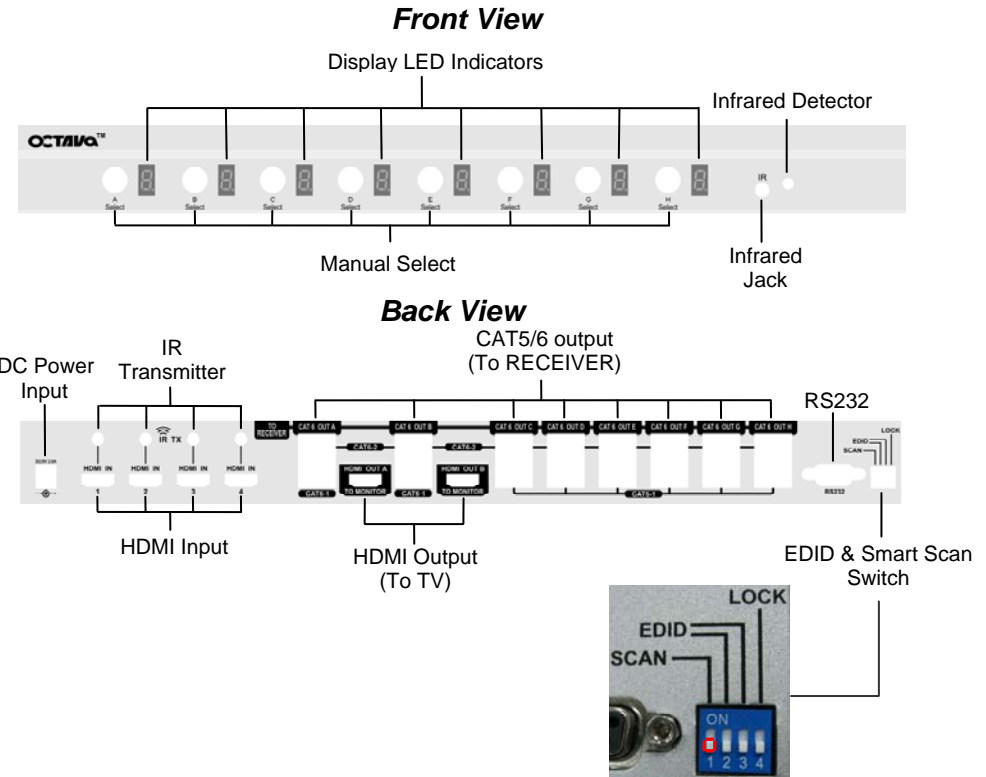 Front View
Display LED Indicators
Infrared Detector
OCTAVA™
IR
A B C D E F G H
Select Select Select Select Select Select Select Select
Manual Select
Infrared
Jack
Back View
CAT5/6 output
(To RECEIVER)
IR
Transmitter
DC Power
Input
RS232
LOCK
EDID
SCAN
TO
RECEIVER
CAT 6 OUT A
CAT 6 OUT B
CAT 6 OUT C
CAT 6 OUT D
CAT 6 OUT E
CAT 6 OUT F
CAT 6 OUT G
CAT 6 OUT H
IR TX
CAT6-2
CAT6-2
HDMI IN HDMI IN HDMI IN HDMI IN
HDMI OUT A
HDMI OUT B
1 2 3 4
CAT6-1
TO MONITOR
CAT6-1
TO MONITOR
CAT6-1
RS232
HDMI Input
HDMI Output
(To TV)
EDID & Smart Scan
Switch
LOCK
EDID
SCAN
ON
1 2 3 4